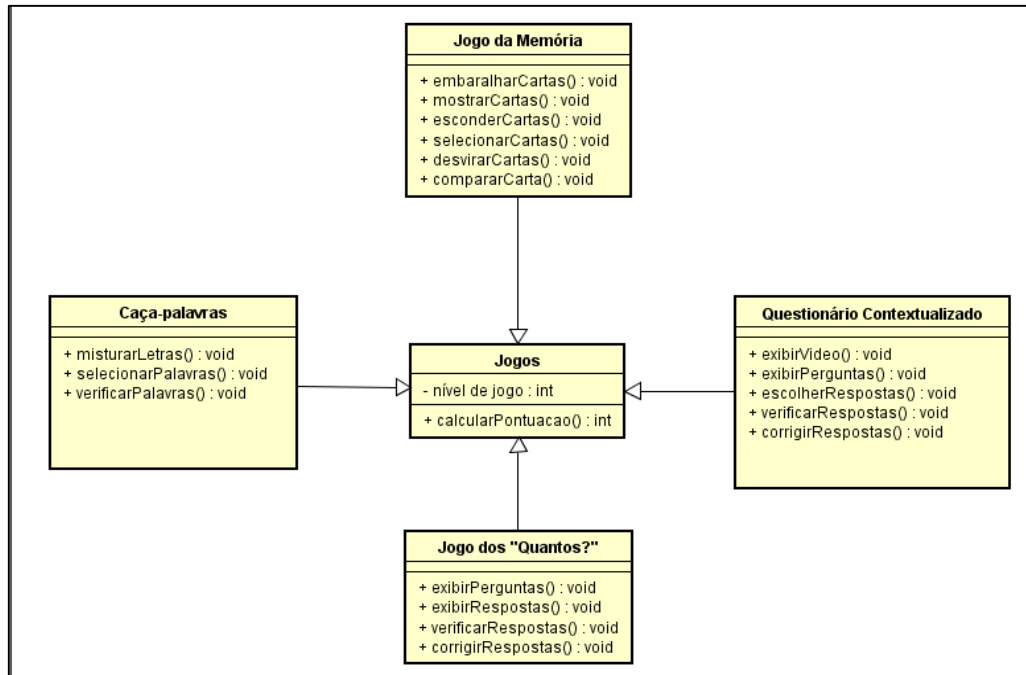 Jogo da Memória
+ embaralharCartas() : void
+ mostrarCartas() : void
+ esconderCartas() : void
+ selecionarCartas() : void
+ desvirarCartas() : void
+ compararCarta() : void
Caça-palavras
+ misturarLetras() : void
+ selecionarPalavras() : void
+ verificarPalavras() : void
Jogos
- nível de jogo : int
+ calcularPontuacao() : int
Questionário Contextualizado
+ exibirVideo() : void
+ exibirPerguntas() : void
+ escolherRespostas() : void
+ verificarRespostas() : void
+ corrigirRespostas() : void
Jogo dos "Quantos?"
+ exibirPerguntas() : void
+ exibirRespostas() : void
+ verificarRespostas() : void
+ corrigirRespostas() : void